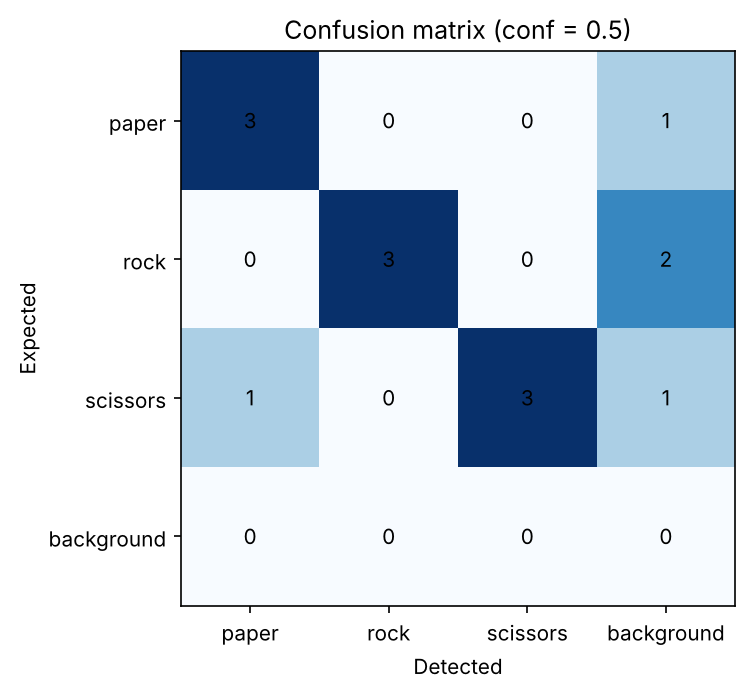 Confusion matrix (conf = 0.5)
paper 3 0 0 1
rock 0 3 0 2
Expected
scissors 1 0 3 1
background 0 0 0 0
paper rock scissors background
Detected